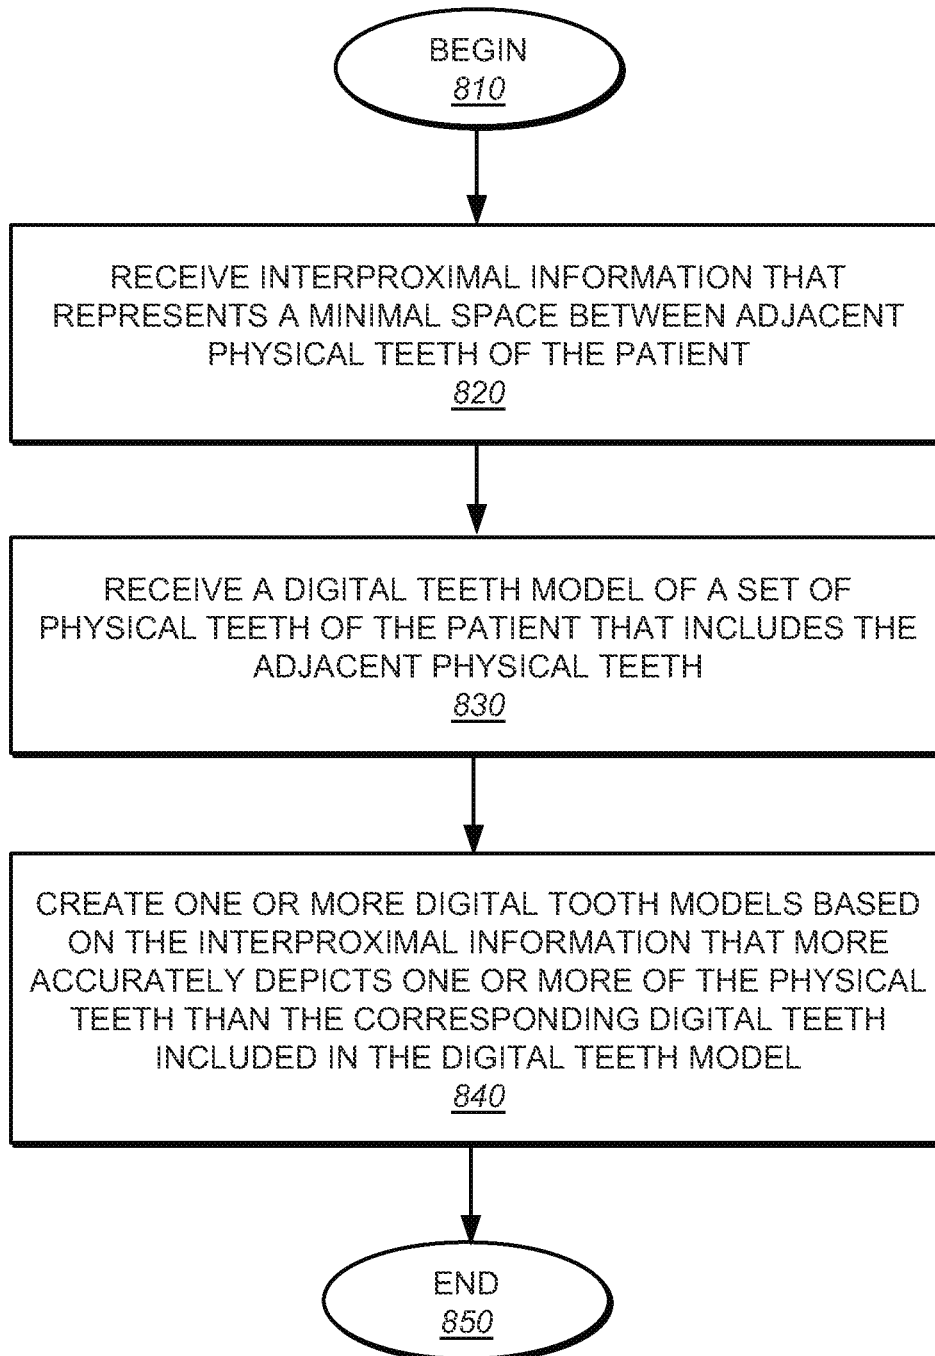 BEGIN
810
RECEIVE INTERPROXIMAL INFORMATION THAT
REPRESENTS A MINIMAL SPACE BETWEEN ADJACENT
PHYSICAL TEETH OF THE PATIENT
820
RECEIVE A DIGITAL TEETH MODEL OF A SET OF
PHYSICAL TEETH OF THE PATIENT THAT INCLUDES THE
ADJACENT PHYSICAL TEETH
830
CREATE ONE OR MORE DIGITAL TOOTH MODELS BASED
ON THE INTERPROXIMAL INFORMATION THAT MORE
ACCURATELY DEPICTS ONE OR MORE OF THE PHYSICAL
TEETH THAN THE CORRESPONDING DIGITAL TEETH
INCLUDED IN THE DIGITAL TEETH MODEL
840
END
850